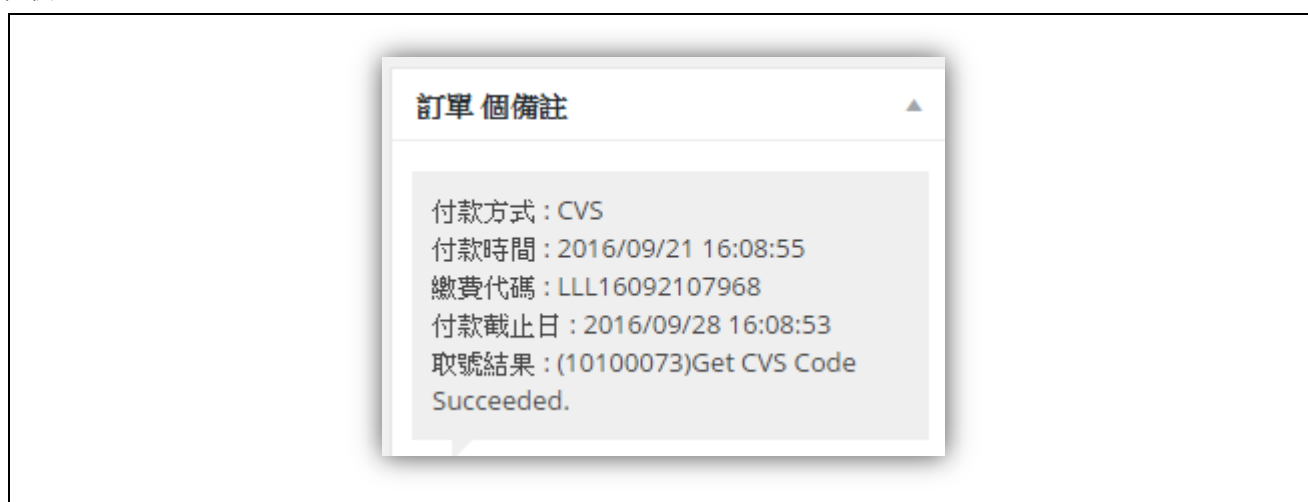 訂單 個備註
付款方式 : CVS
付款時間 : 2016/09/21 16:08:55
繳費代碼 : LLL16092107968
付款截止日 : 2016/09/28 16:08:53
取號結果 : (10100073)Get CVS Code
Succeeded.